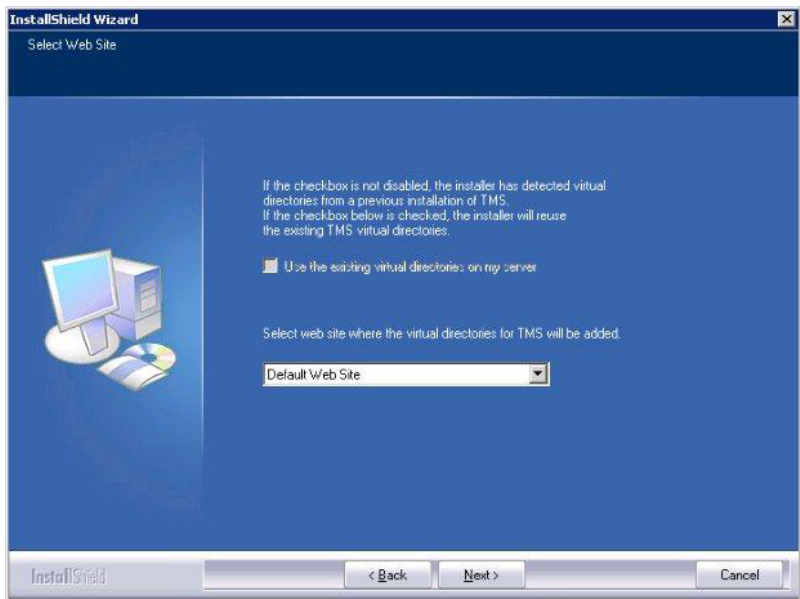 InstallShield Wizard
Select Web Site
If the checkbox is not disabled, the installer has detected virtual
directories from a previous installation of TMS.
If the checkbox below is checked, the installer will reuse
the existing TMS virtual directories.
Use the existing virtual directories on my server
Select web site where the virtual directories for TMS will be added.
Default Web Site
InstallShield
< Back
Next >
Cancel